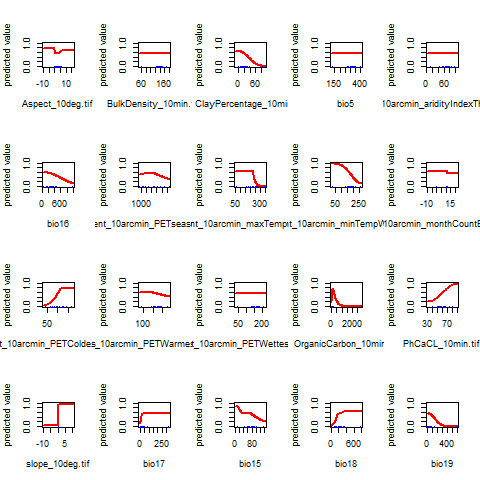 predicted value 0.0 1.0 -10 10 Aspect_10deg.tif
predicted value 0.0 1.0 60 160 BulkDensity_10min.
predicted value 0.0 1.0 0 60 ClayPercentage_10mi
predicted value 0.0 1.0 150 400 bio5
predicted value 0.0 1.0 0 60 10arcmin_aridityIndexTh
predicted value 0.0 1.0 0 600 bio16
predicted value 0.0 1.0 1000 ent_10arcmin_PETseas
predicted value 0.0 1.0 50 300 nt_10arcmin_maxTemp
predicted value 0.0 1.0 50 250 nt_10arcmin_minTempW
predicted value 0.0 1.0 -10 15 10arcmin_monthCountB
predicted value 0.0 1.0 50 t_10arcmin_PETColdes
predicted value 0.0 1.0 100 _10arcmin_PETWarmes
predicted value 0.0 1.0 50 200 _10arcmin_PETWettes
predicted value 0.0 1.0 0 2000 OrganicCarbon_10mir
predicted value 0.0 1.0 30 70 PhCaCL_10min.tif
predicted value 0.0 1.0 -10 5 slope_10deg.tif
predicted value 0.0 1.0 0 250 bio17
predicted value 0.0 1.0 0 80 bio15
predicted value 0.0 1.0 0 600 bio18
predicted value 0.0 1.0 0 400 bio19